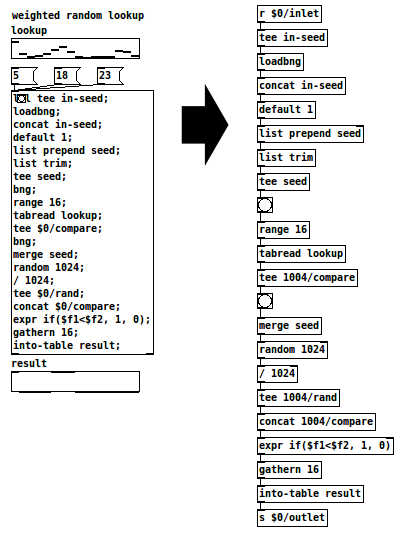 weighted random lookup
lookup
5
18
23
tee in-seed;
loadbng;
concat in-seed;
default 1;
list prepend seed;
list trim;
tee seed;
bng;
range 16;
tabread lookup;
tee $0/compare;
bng;
merge seed;
random 1024;
/ 1024;
tee $0/rand;
concat $0/compare;
expr if($f1<$f2, 1, 0);
gathern 16;
into-table result;
result
r $0/inlet
tee in-seed
loadbng
concat in-seed
default 1
list prepend seed
list trim
tee seed
range 16
tabread lookup
tee 1004/compare
merge seed
random 1024
/ 1024
tee 1004/rand
concat 1004/compare
expr if($f1<$f2, 1, 0)
gathern 16
into-table result
s $0/outlet